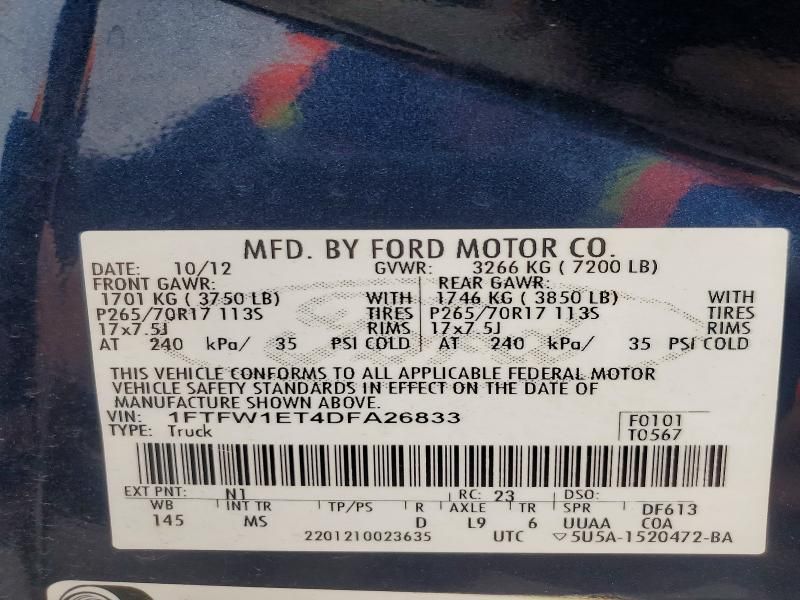 MFD. BY FORD MOTOR CO.
DATE: 10/12 GVWR: 3266 KG ( 7200 LB)
FRONT GAWR: REAR GAWR:
1701 KG ( 3750 LB) WITH 1746 KG ( 3850 LB) WITH
P265/70R17 113S TIRES P265/70R17 113S TIRES
17x7.5J RIMS 17x7.5J RIMS
AT 240 kPa/ 35 PSI COLD AT 240 kPa/ 35 PSI COLD
THIS VEHICLE CONFORMS TO ALL APPLICABLE FEDERAL MOTOR
VEHICLE SAFETY STANDARDS IN EFFECT ON THE DATE OF
MANUFACTURE SHOWN ABOVE.
VIN: 1FTFW1ET4DFA26833 F0101
TYPE: Truck T0567
EXT PNT: N1 RC: 23 DSO:
WB INT TR TP/PS R AXLE TR SPR DF613
145 MS D L9 6 UUAA COA
2201210023635 UTC ▽5U5A-1520472-BA